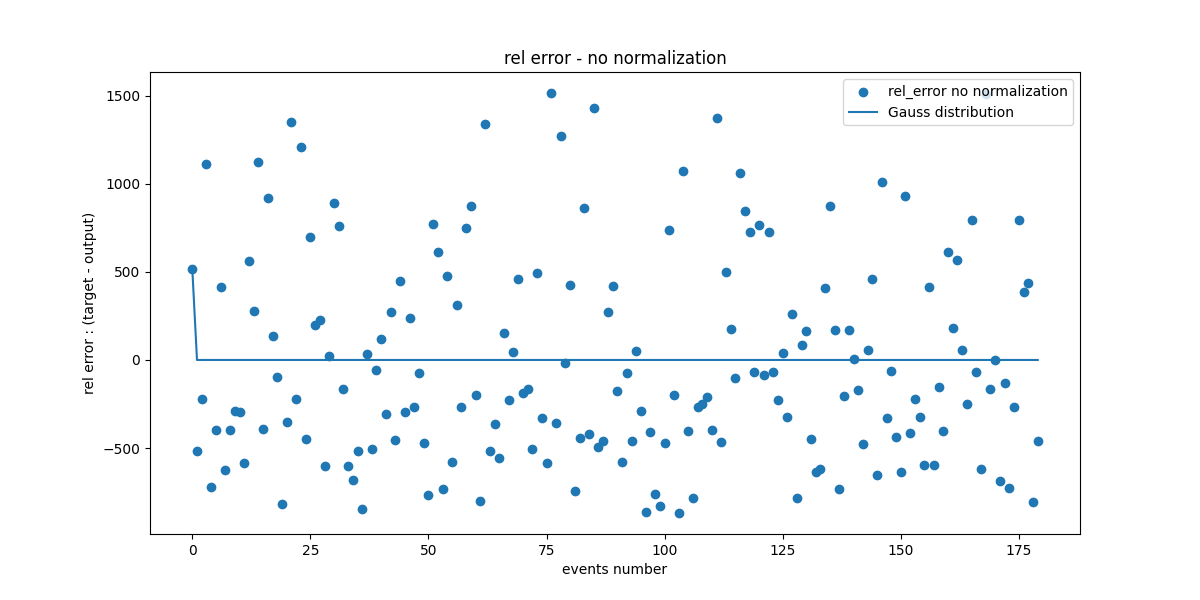 rel error - no normalization
rel_error no normalization
Gauss distribution
1500
1000
500
0
−500
rel error : (target - output)
0 25 50 75 100 125 150 175
events number